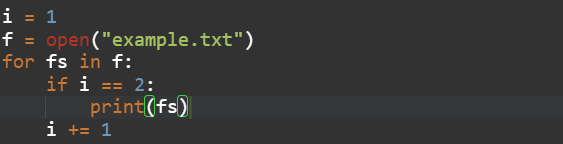 i = 1
f = open("example.txt")
for fs in f:
    if i == 2:
        print(fs)
    i += 1